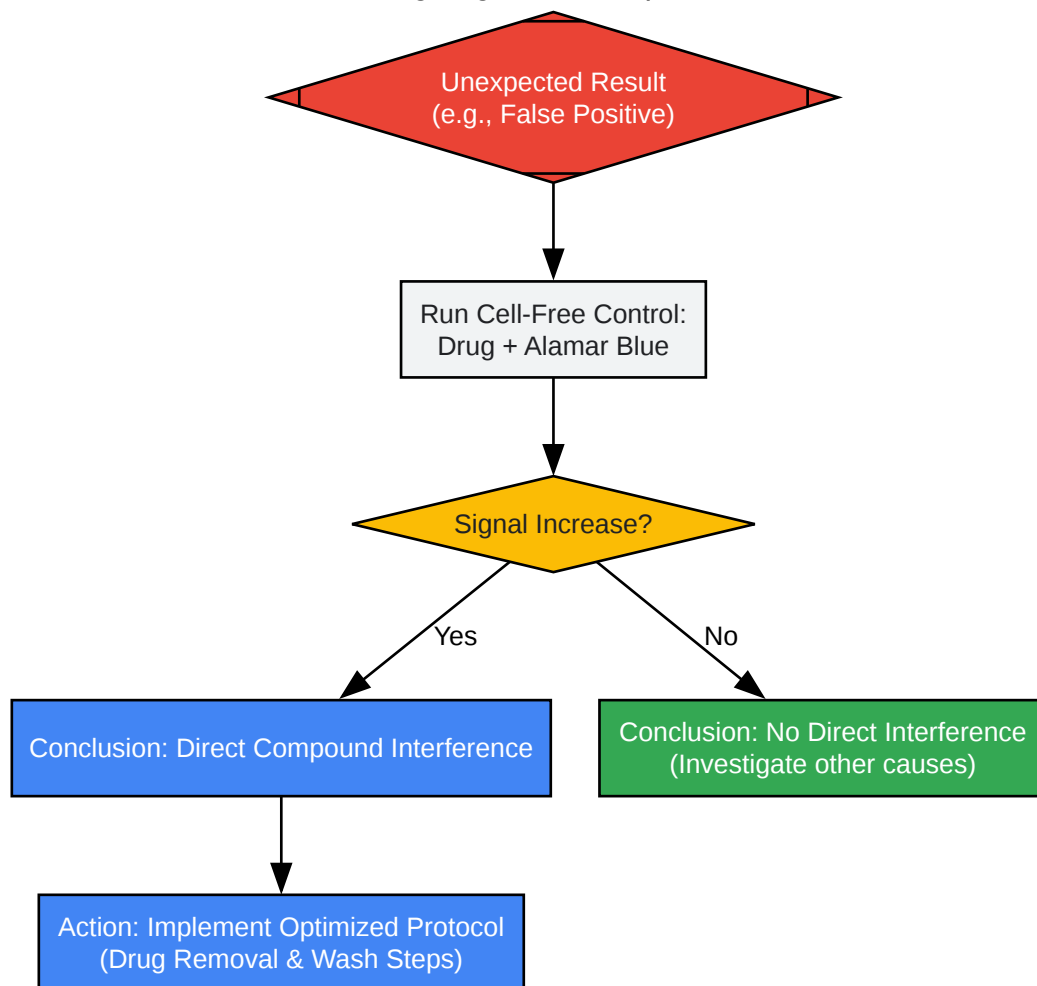 Unexpected Result
(e.g., False Positive)
Run Cell-Free Control:
Drug + Alamar Blue
Signal Increase?
Yes
No
Conclusion: Direct Compound Interference
Conclusion: No Direct Interference
(Investigate other causes)
Action: Implement Optimized Protocol
(Drug Removal & Wash Steps)